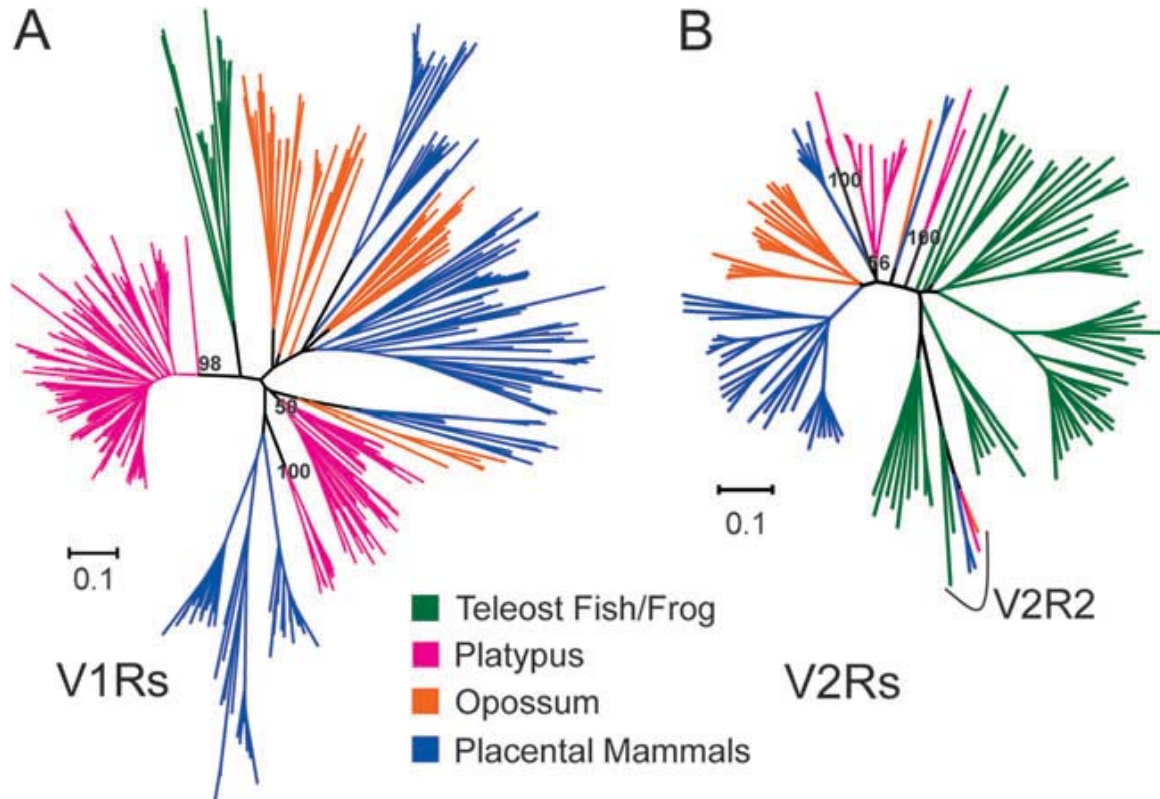 A
B
98
50
100
100
56
100
0.1
0.1
V2R2
V1Rs
V2Rs
Teleost Fish/Frog
Platypus
Opossum
Placental Mammals